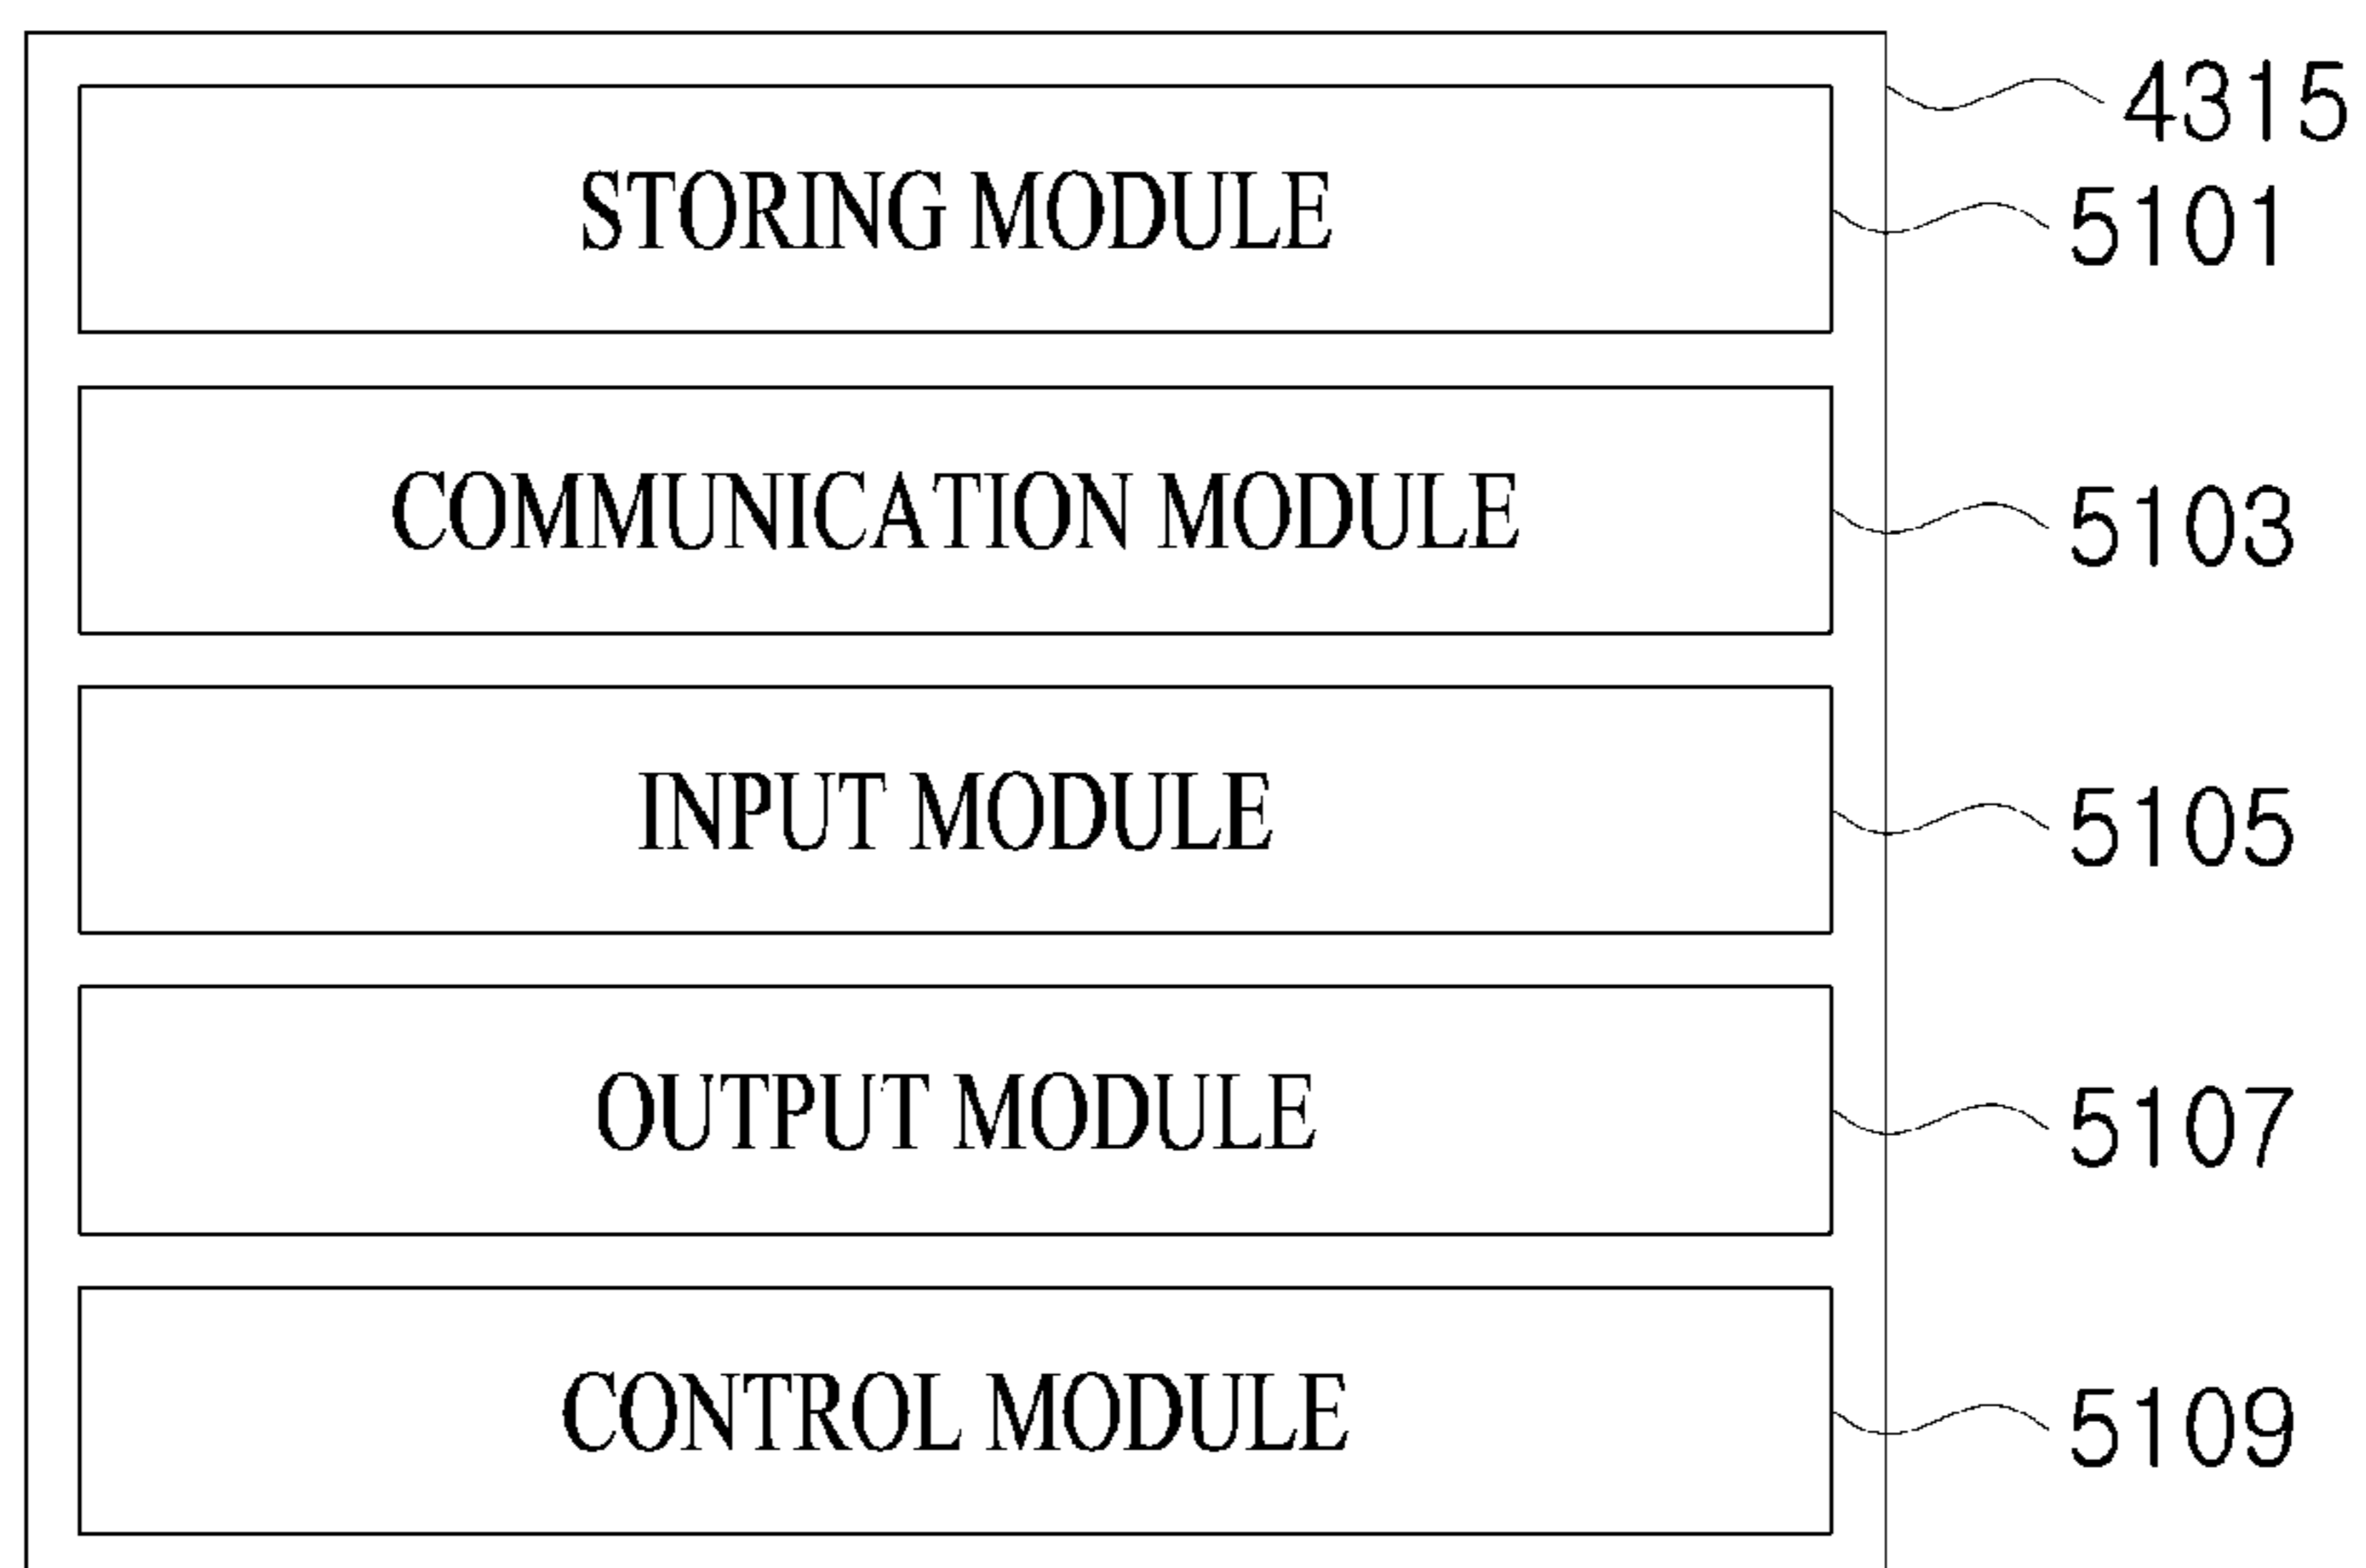 4315
STORING MODULE 5101
COMMUNICATION MODULE 5103
INPUT MODULE 5105
OUTPUT MODULE 5107
CONTROL MODULE 5109